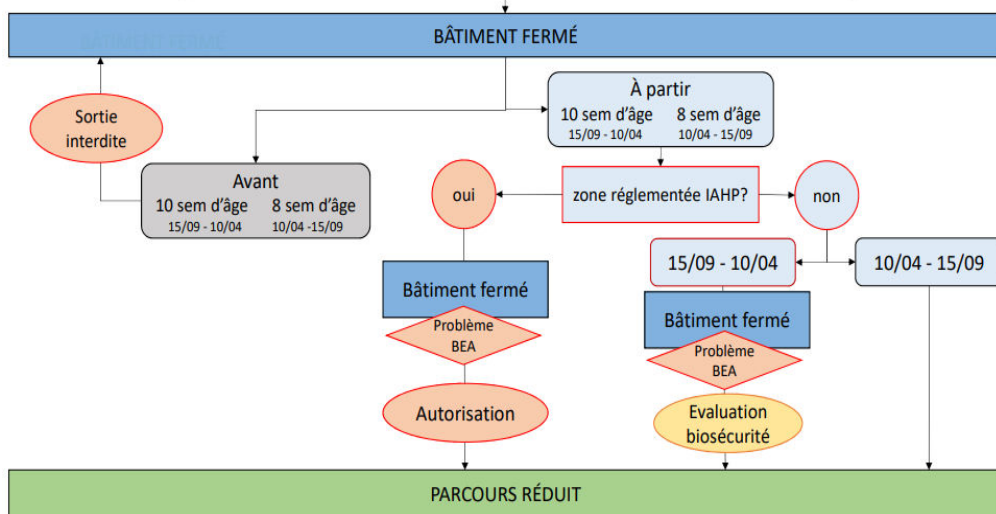 BÂTIMENT FERMÉ
BÂTIMENT FERMÉ
Sortie
interdite
À partir
10 sem d'âge 8 sem d'âge
15/09 - 10/04 10/04 - 15/09
Avant
10 sem d'âge 8 sem d'âge
15/09 - 10/04 10/04 -15/09
oui
zone réglementée IAHP?
non
15/09 - 10/04
10/04 - 15/09
Bâtiment fermé
Problème
BEA
Bâtiment fermé
Problème
BEA
Autorisation
Evaluation
biosécurité
PARCOURS RÉDUIT